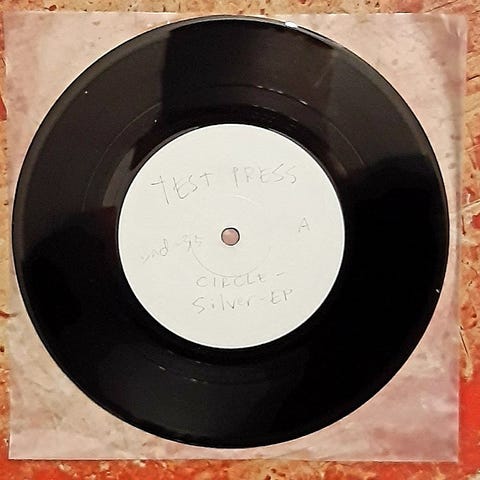 TEST PRESS
A
CIRCLE-
Silver-EP